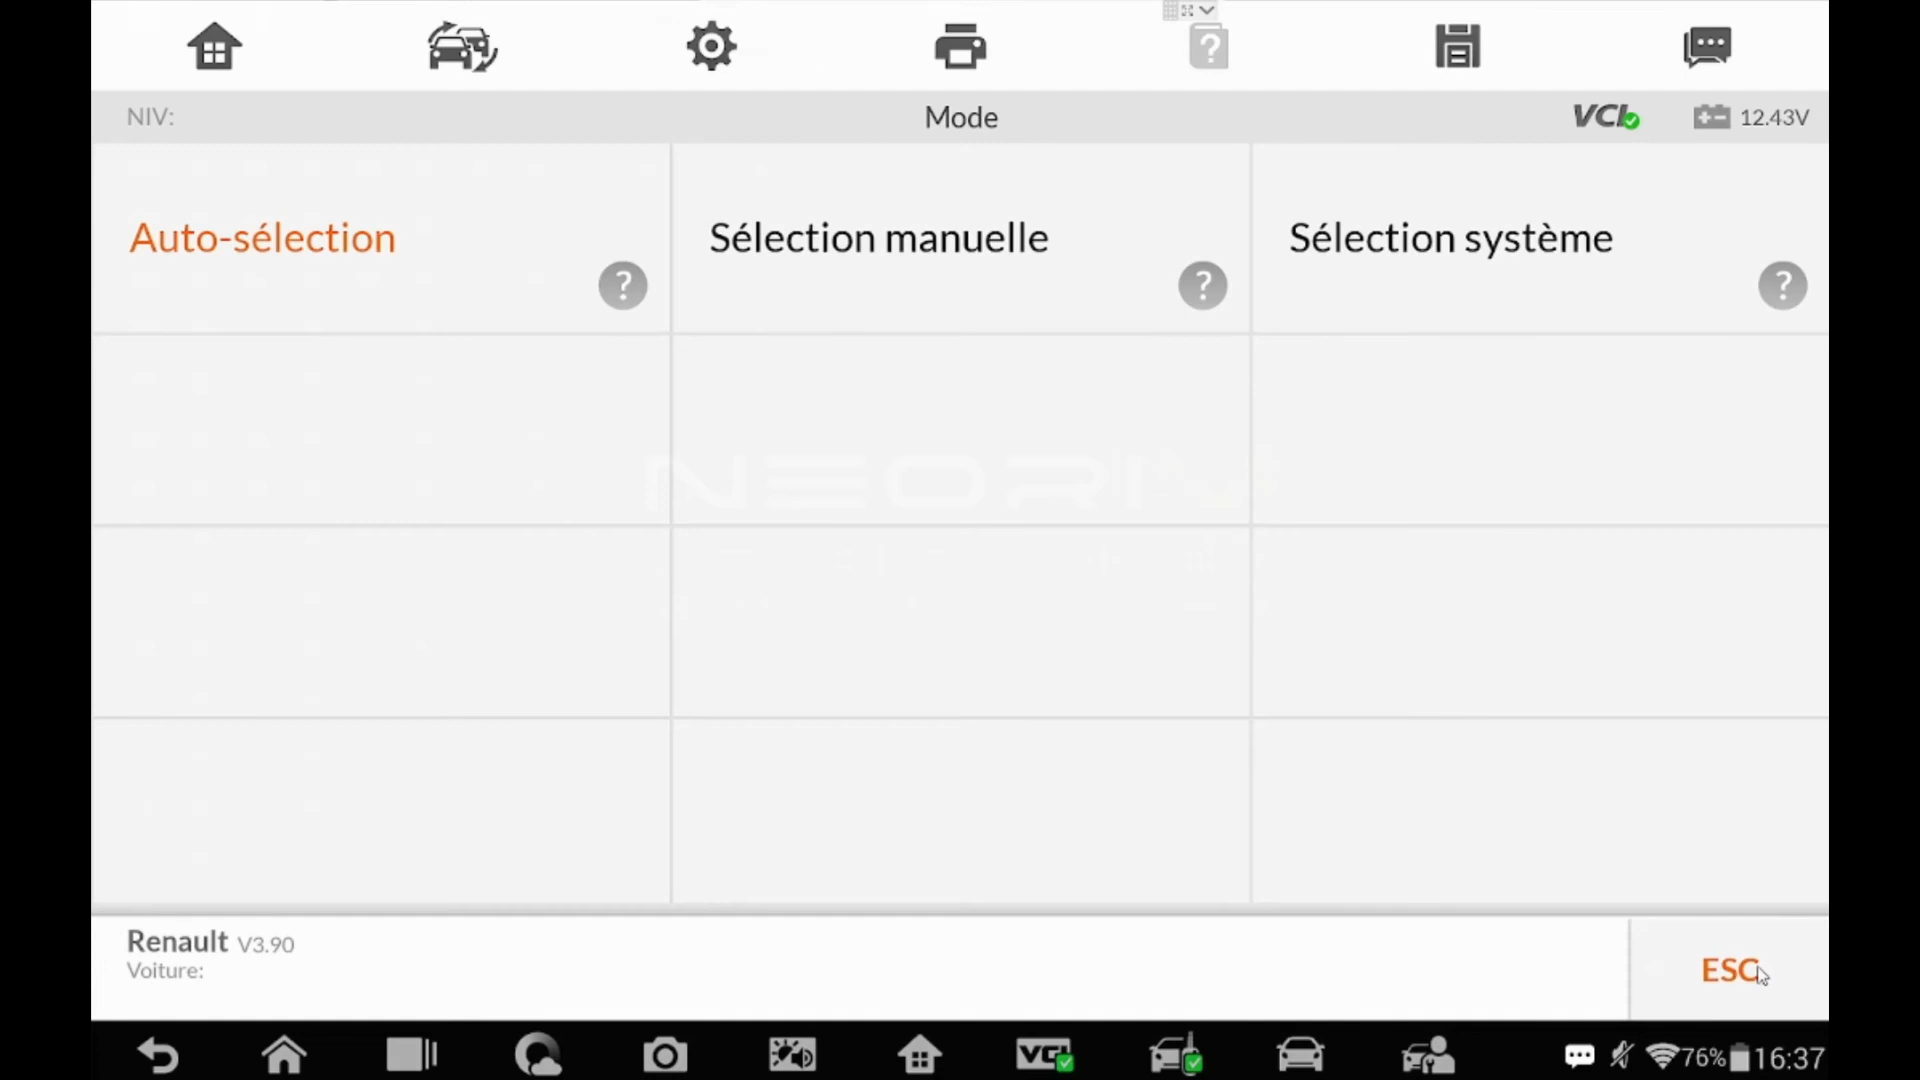 NIV:
Mode
VCI
12.43V
Auto-sélection
?
Sélection manuelle
?
Sélection système
?
?
Renault V3.90
Voiture:
ESC
VCI
76%
16:37